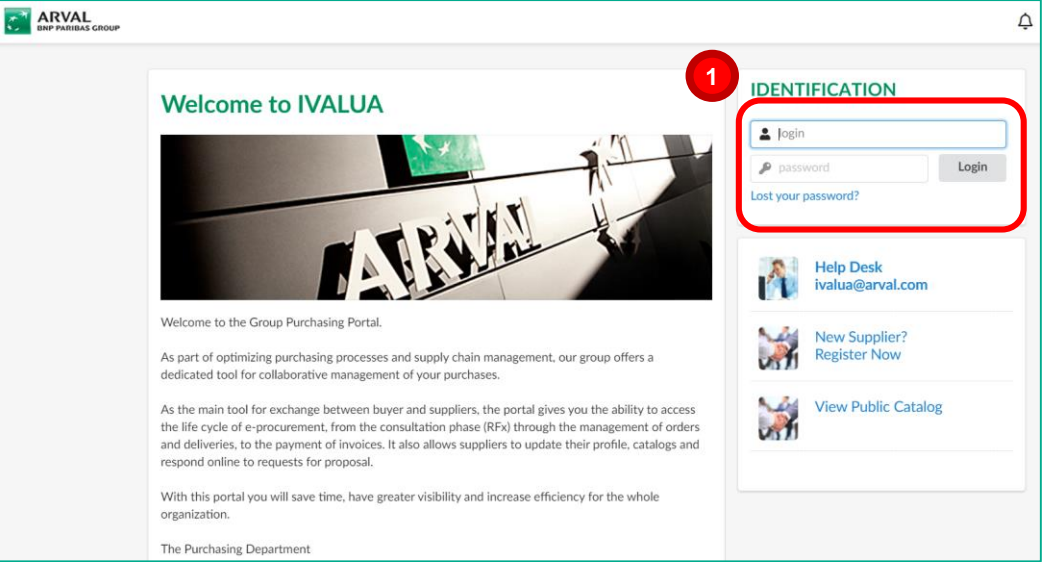 ARVAL
BNP PARIBAS GROUP
Welcome to IVALUA
ARVAL
Welcome to the Group Purchasing Portal.
As part of optimizing purchasing processes and supply chain management, our group offers a
dedicated tool for collaborative management of your purchases.
As the main tool for exchange between buyer and suppliers, the portal gives you the ability to access
the life cycle of e-procurement, from the consultation phase (RFx) through the management of orders
and deliveries, to the payment of invoices. It also allows suppliers to update their profile, catalogs and
respond online to requests for proposal.
With this portal you will save time, have greater visibility and increase efficiency for the whole
organization.
The Purchasing Department
1
IDENTIFICATION
login
password
Login
Lost your password?
Help Desk
ivalua@arval.com
New Supplier?
Register Now
View Public Catalog